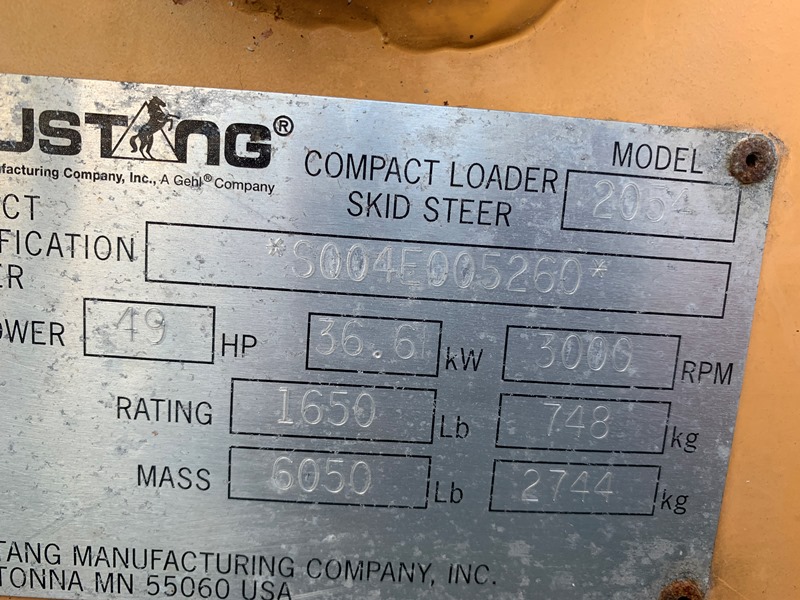 USTANG®
nufacturing Company, Inc., A Gehl® Company
COMPACT LOADER
SKID STEER
MODEL
2054
CT
FICATION
ER
*S004E005260*
OWER 49 HP 36.6 kW 3000 RPM
RATING 1650 Lb 748 kg
MASS 6050 Lb 2744 kg
TANG MANUFACTURING COMPANY, INC.
TONNA MN 55060 USA